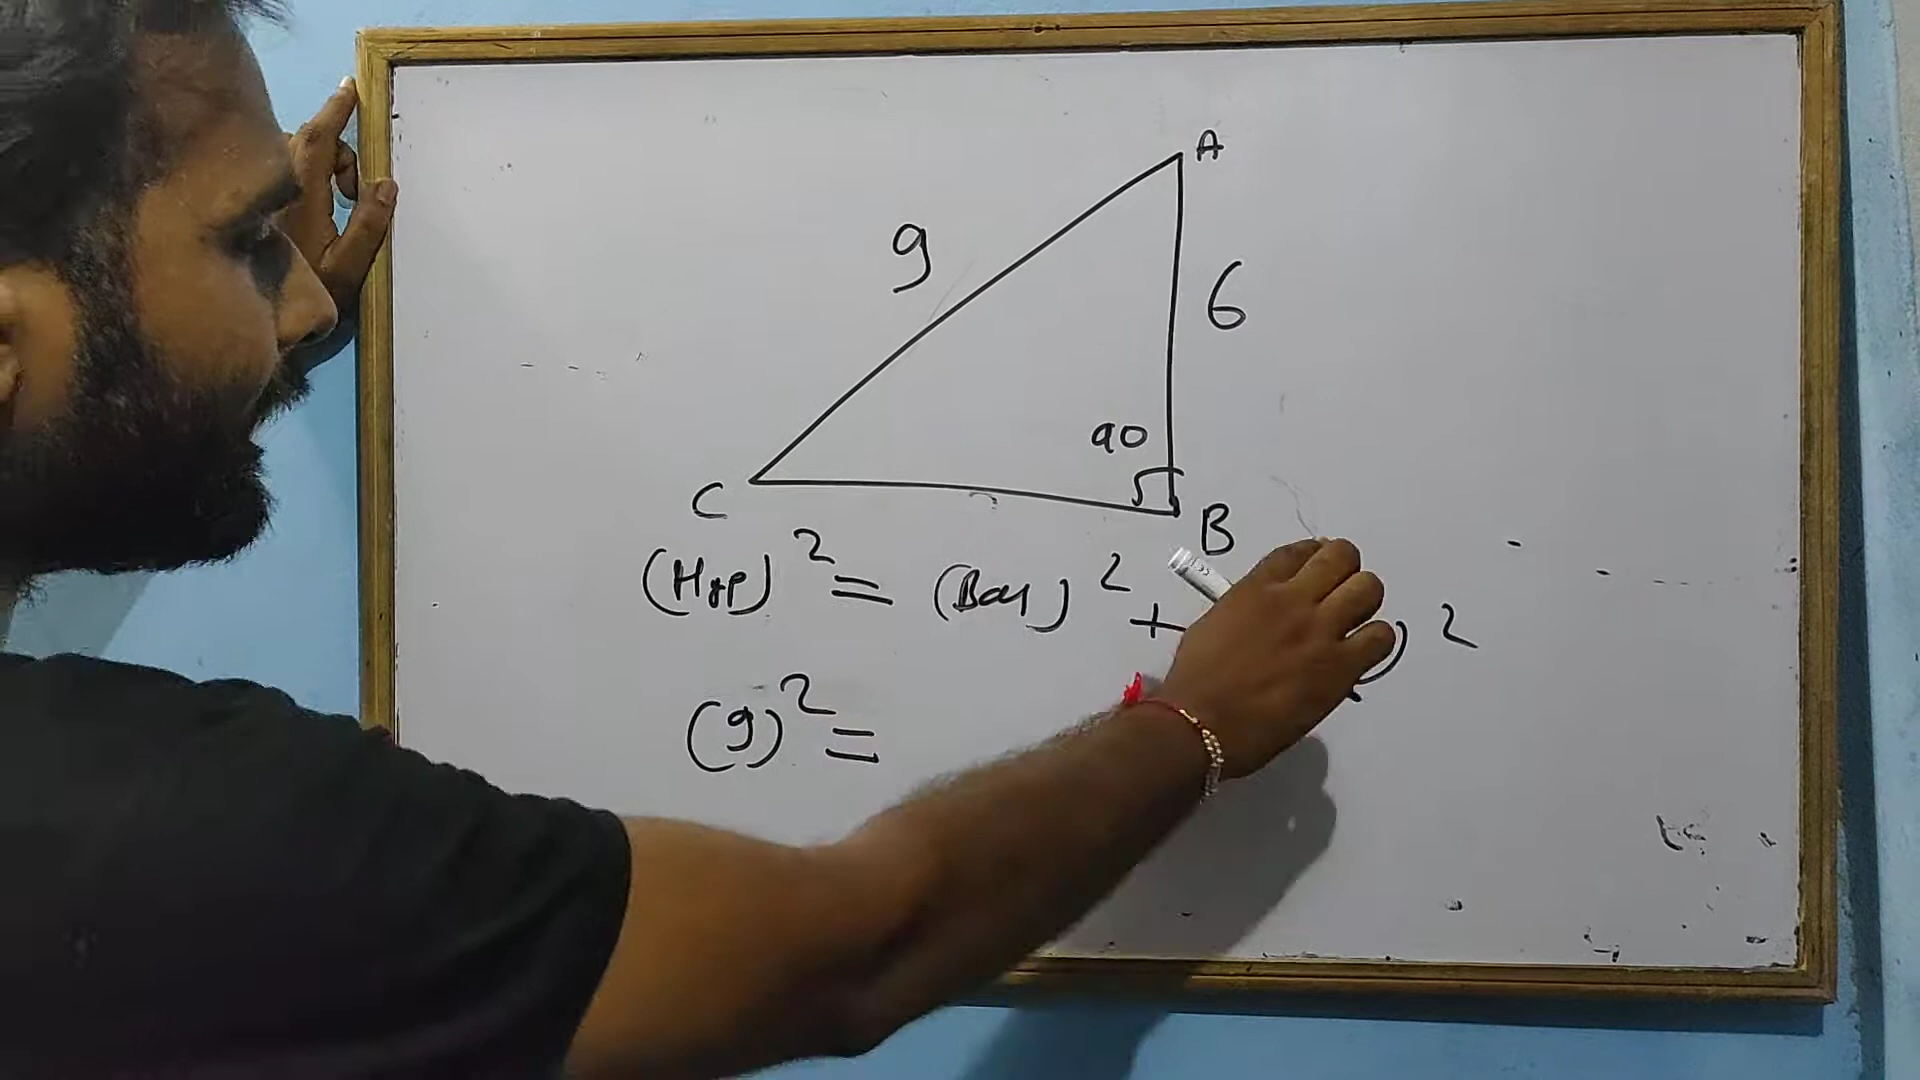 A
9
6
90
C
B
(Hyp)² = (Base)² + )²
(9)² =